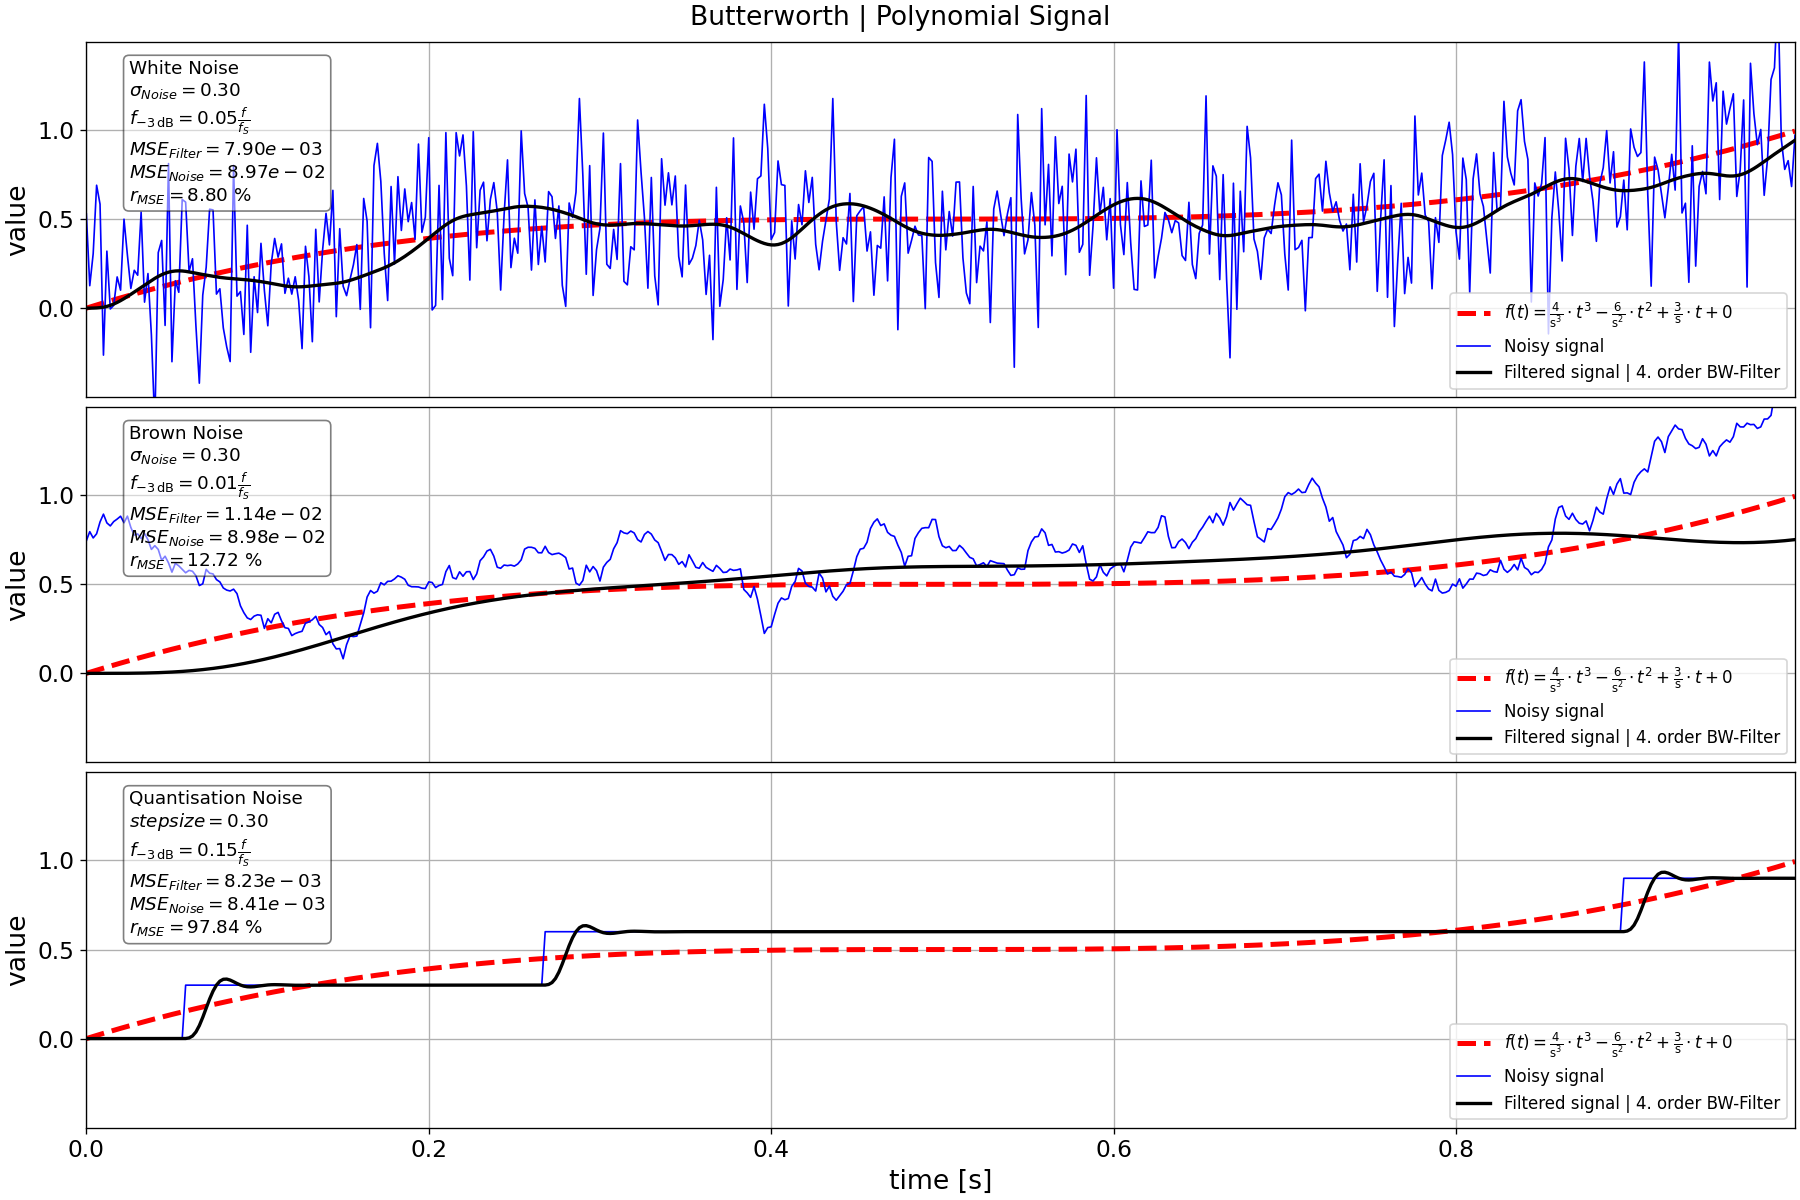 Butterworth | Polynomial Signal
White Noise
σ_Noise = 0.30
f_−3 dB = 0.05 f/f_s
MSE_Filter = 7.90e − 03
MSE_Noise = 8.97e − 02
r_MSE = 8.80 %
value
1.0
0.5
0.0
f(t) = 4/s³ · t³ − 6/s² · t² + 3/s · t + 0
Noisy signal
Filtered signal | 4. order BW-Filter
Brown Noise
σ_Noise = 0.30
f_−3 dB = 0.01 f/f_s
MSE_Filter = 1.14e − 02
MSE_Noise = 8.98e − 02
r_MSE = 12.72 %
value
1.0
0.5
0.0
f(t) = 4/s³ · t³ − 6/s² · t² + 3/s · t + 0
Noisy signal
Filtered signal | 4. order BW-Filter
Quantisation Noise
stepsize = 0.30
f_−3 dB = 0.15 f/f_s
MSE_Filter = 8.23e − 03
MSE_Noise = 8.41e − 03
r_MSE = 97.84 %
value
1.0
0.5
0.0
f(t) = 4/s³ · t³ − 6/s² · t² + 3/s · t + 0
Noisy signal
Filtered signal | 4. order BW-Filter
0.0 0.2 0.4 0.6 0.8
time [s]